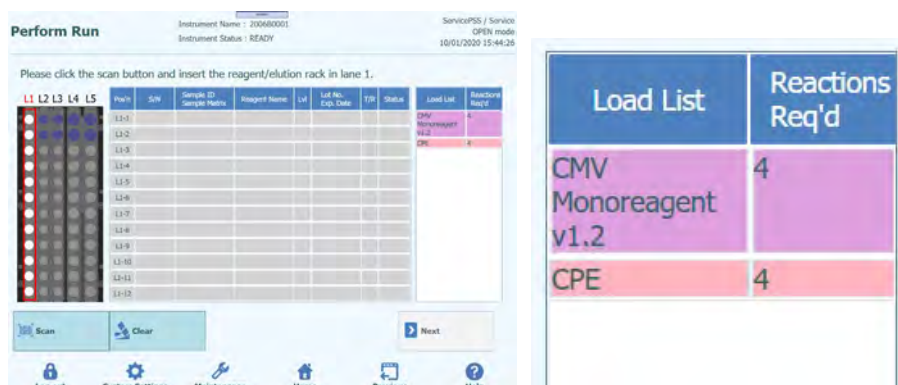 Perform Run
Instrument Name : 2006B0001
Instrument Status : READY
ServicePSS / Service
OPEN mode
10/01/2020 15:44:26
Please click the scan button and insert the reagent/elution rack in lane 1.
L1 L2 L3 L4 L5
Pos'n S/N Sample ID Sample Matrix Reagent Name Lvl Lot No. Exp. Date T/R Status Load List Reactions Req'd
L1-1
L1-2
L1-3
L1-4
L1-5
L1-6
L1-7
L1-8
L1-9
L1-10
L1-11
L1-12
CMV Monoreagent v1.2 4
CPE 4
Scan
Clear
Next
Home
Help
Load List
Reactions
Req'd
CMV 4
Monoreagent
v1.2
CPE 4